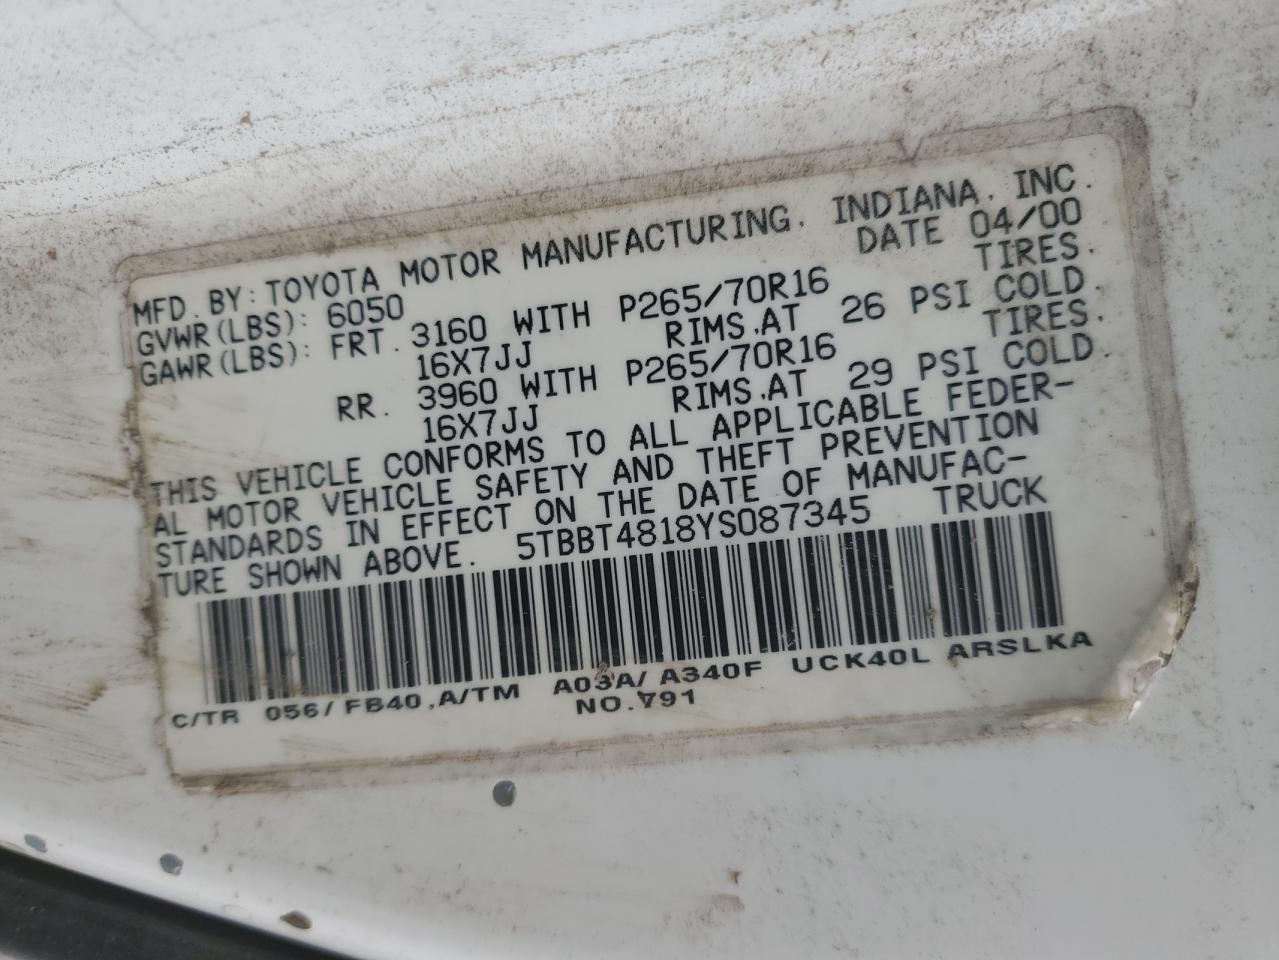 MFD. BY: TOYOTA MOTOR MANUFACTURING, INDIANA, INC.
GVWR(LBS): 6050 DATE 04/00
GAWR(LBS): FRT. 3160 WITH P265/70R16 TIRES.
16X7JJ RIMS,AT 26 PSI COLD.
RR. 3960 WITH P265/70R16 TIRES.
16X7JJ RIMS,AT 29 PSI COLD.
THIS VEHICLE CONFORMS TO ALL APPLICABLE FEDER-
AL MOTOR VEHICLE SAFETY AND THEFT PREVENTION
STANDARDS IN EFFECT ON THE DATE OF MANUFAC-
TURE SHOWN ABOVE. 5TBBT4818YS087345 TRUCK
C/TR 056/FB40,A/TM A03A/A340F UCK40L ARSLKA
NO.791